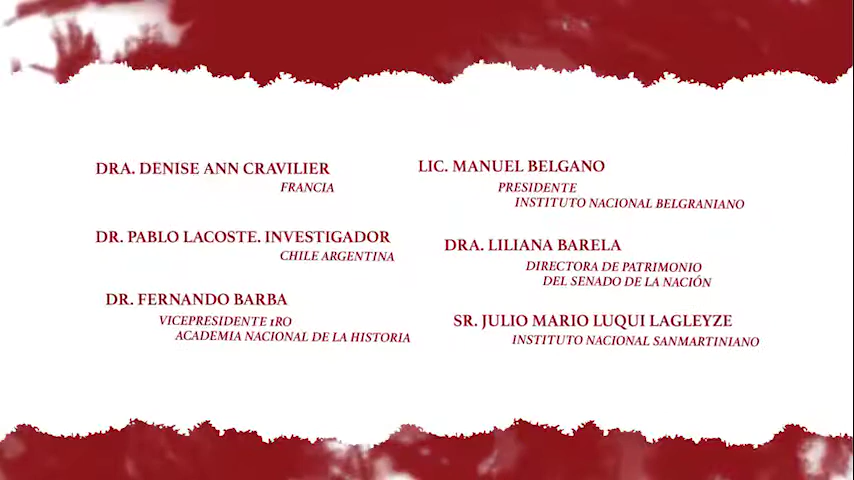 DRA. DENISE ANN CRAVILIER
FRANCIA
DR. PABLO LACOSTE. INVESTIGADOR
CHILE ARGENTINA
DR. FERNANDO BARBA
VICEPRESIDENTE 1RO
ACADEMIA NACIONAL DE LA HISTORIA
LIC. MANUEL BELGANO
PRESIDENTE
INSTITUTO NACIONAL BELGRANIANO
DRA. LILIANA BARELA
DIRECTORA DE PATRIMONIO
DEL SENADO DE LA NACIÓN
SR. JULIO MARIO LUQUI LAGLEYZE
INSTITUTO NACIONAL SANMARTINIANO